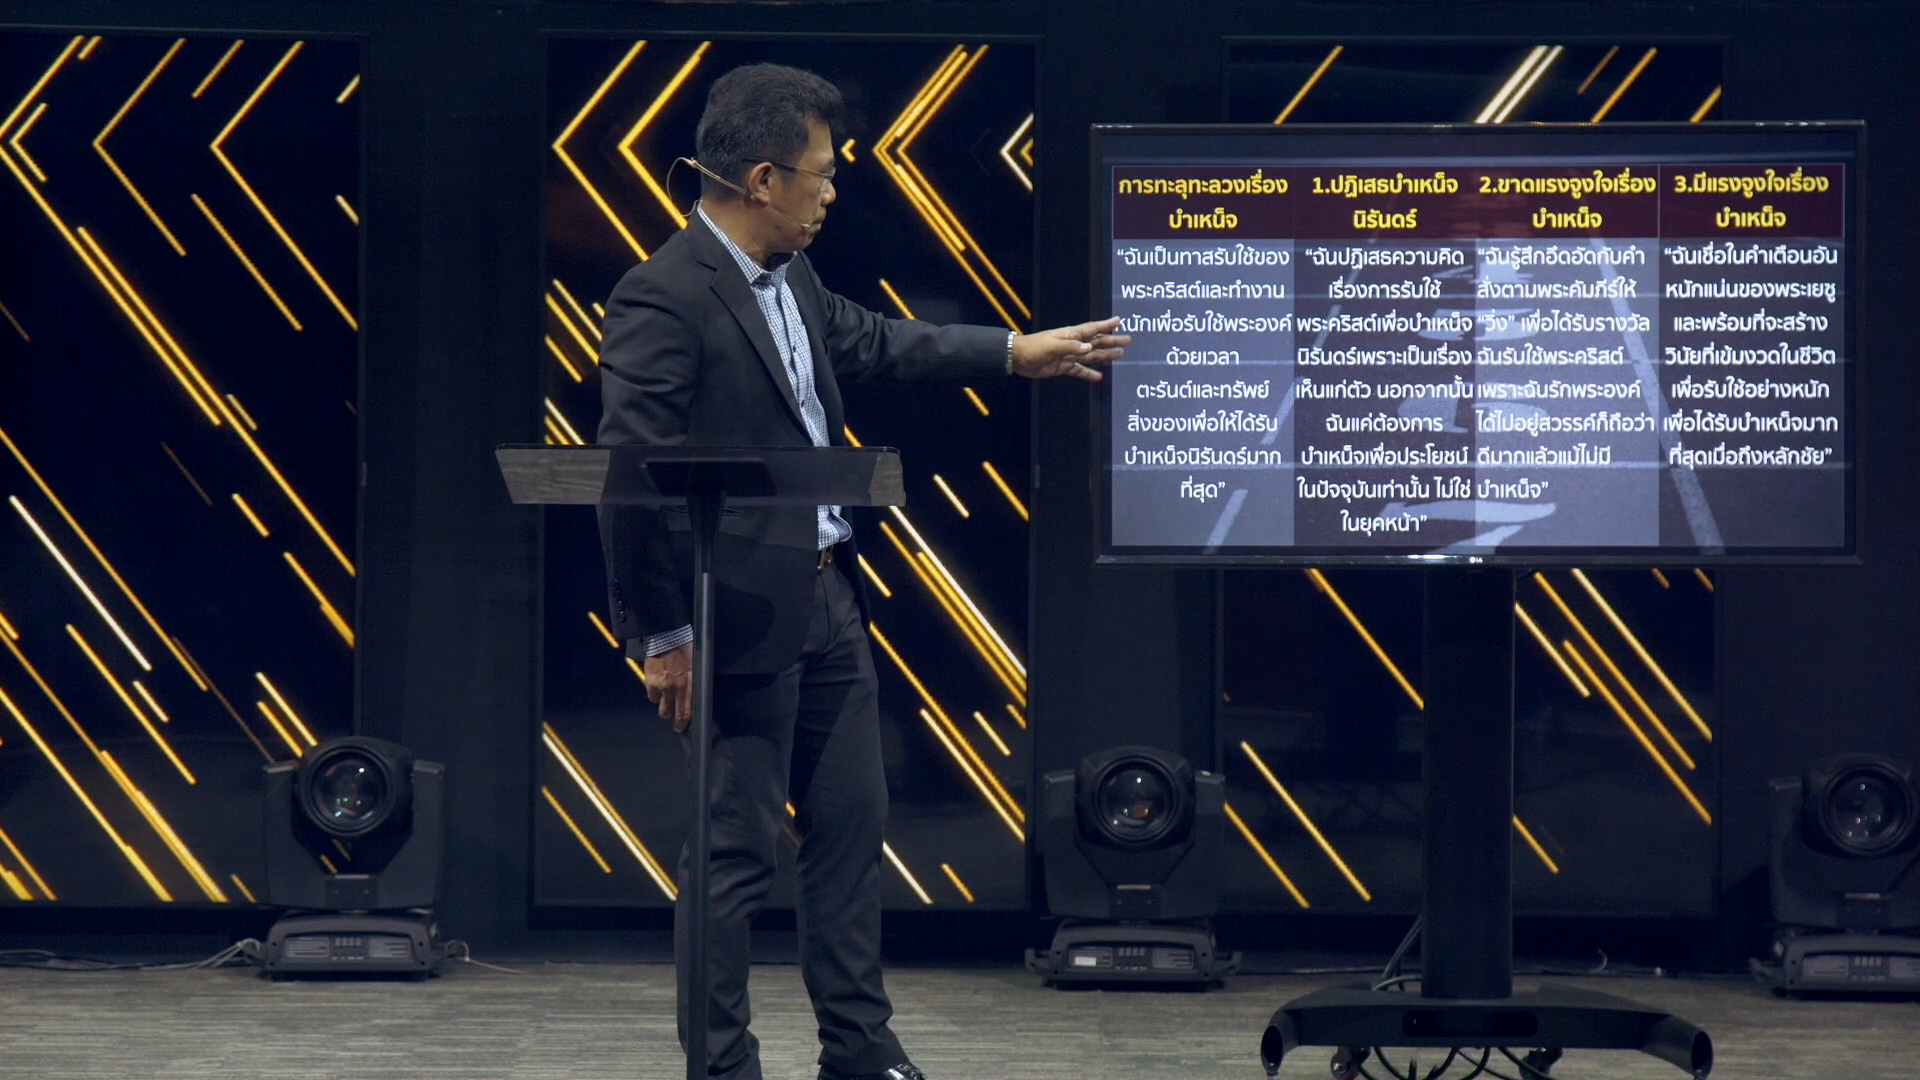 การทะลุทะลวงเรื่อง
บำเหน็จ
“ฉันเป็นทาสรับใช้ของ
พระคริสต์และทำงาน
หนักเพื่อรับใช้พระองค์
ด้วยเวลา
ตะรันต์และทรัพย์
สิ่งของเพื่อให้ได้รับ
บำเหน็จนิรันดร์มาก
ที่สุด”
1.ปฏิเสธบำเหน็จ
นิรันดร์
“ฉันปฏิเสธความคิด
เรื่องการรับใช้
พระคริสต์เพื่อบำเหน็จ
นิรันดร์เพราะเป็นเรื่อง
เห็นแก่ตัว นอกจากนั้น
ฉันแค่ต้องการ
บำเหน็จเพื่อประโยชน์
ในปัจจุบันเท่านั้น ไม่ใช่
ในยุคหน้า”
2.ขาดแรงจูงใจเรื่อง
บำเหน็จ
“ฉันรู้สึกอึดอัดกับคำ
สั่งตามพระคัมภีร์ให้
“วิ่ง” เพื่อได้รับรางวัล
ฉันรับใช้พระคริสต์
เพราะฉันรักพระองค์
ได้ไปอยู่สวรรค์ก็ถือว่า
ดีมากแล้วแม้ไม่มี
บำเหน็จ”
3.มีแรงจูงใจเรื่อง
บำเหน็จ
“ฉันเชื่อในคำเตือนอัน
หนักแน่นของพระเยซู
และพร้อมที่จะสร้าง
วินัยที่เข้มงวดในชีวิต
เพื่อรับใช้อย่างหนัก
เพื่อได้รับบำเหน็จมาก
ที่สุดเมื่อถึงหลักชัย”
LG